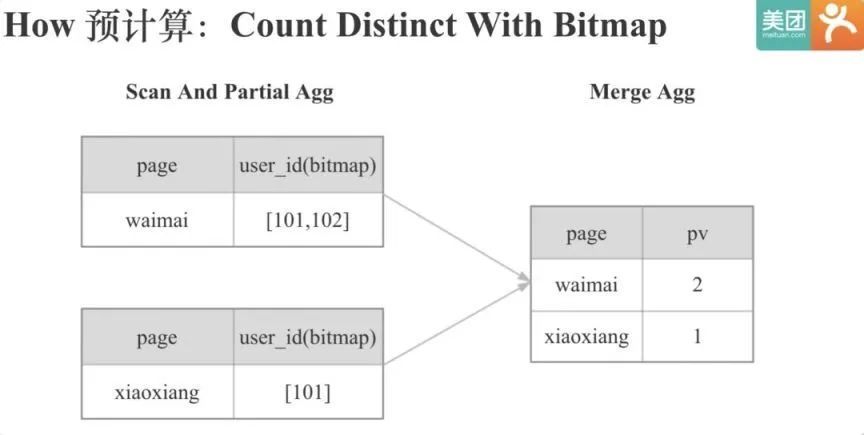 How 预计算：Count Distinct With Bitmap
美团
meituan.com
Scan And Partial Agg
page user_id(bitmap)
waimai [101,102]
page user_id(bitmap)
xiaoxiang [101]
Merge Agg
page pv
waimai 2
xiaoxiang 1